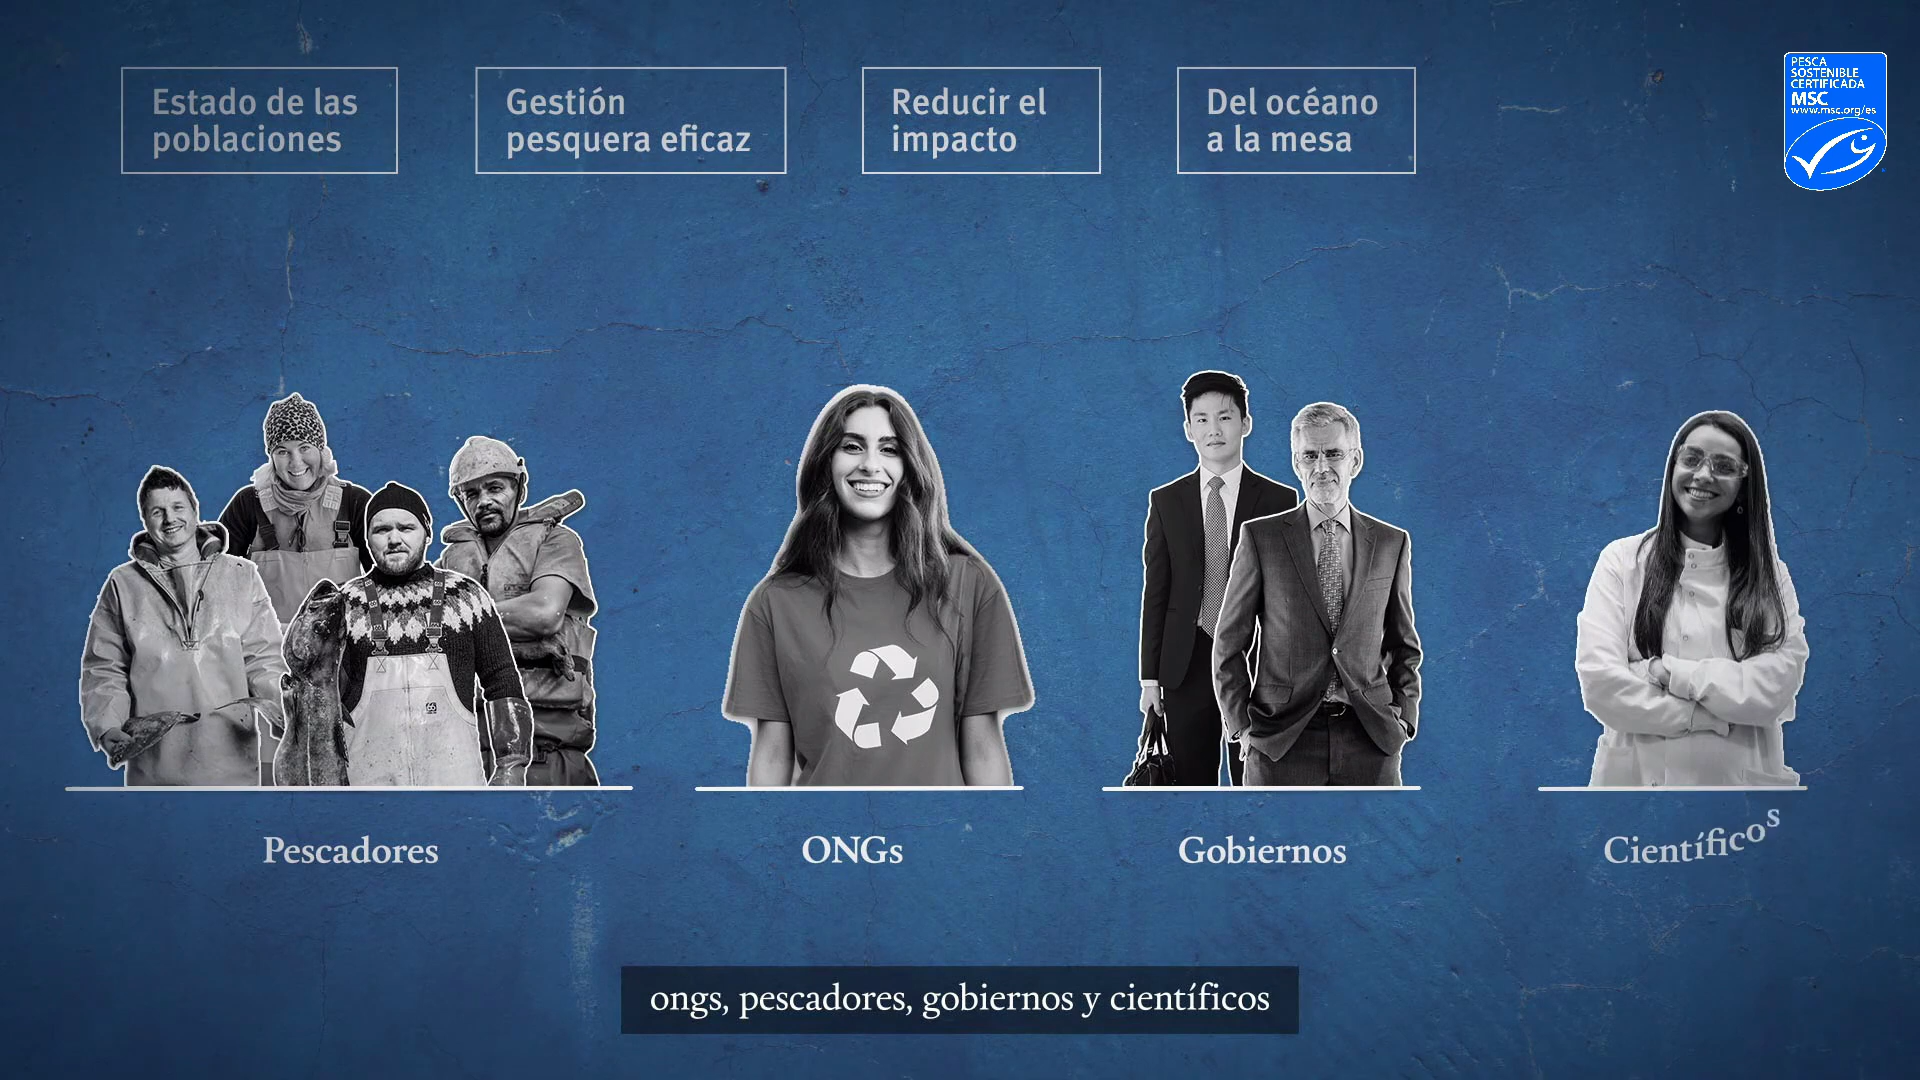 Estado de las
poblaciones
Gestión
pesquera eficaz
Reducir el
impacto
Del océano
a la mesa
PESCA
SOSTENIBLE
CERTIFICADA
MSC
www.msc.org/es
Pescadores
ONGs
Gobiernos
Científicos
ongs, pescadores, gobiernos y científicos